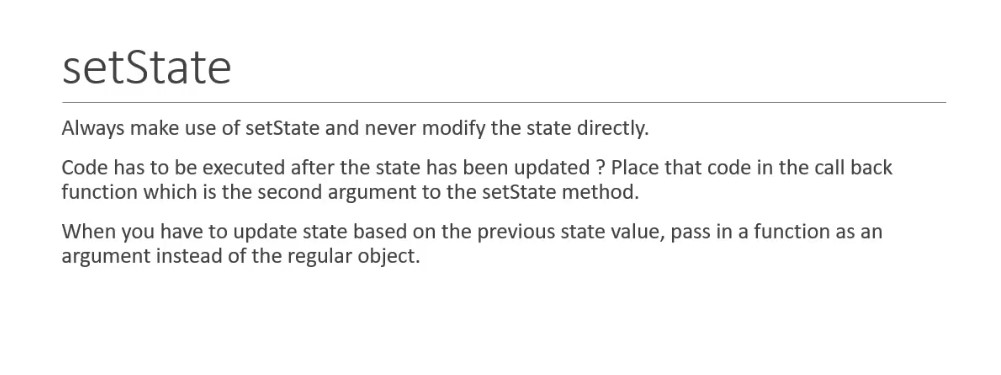 setState
Always make use of setState and never modify the state directly.
Code has to be executed after the state has been updated ? Place that code in the call back
function which is the second argument to the setState method.
When you have to update state based on the previous state value, pass in a function as an
argument instead of the regular object.